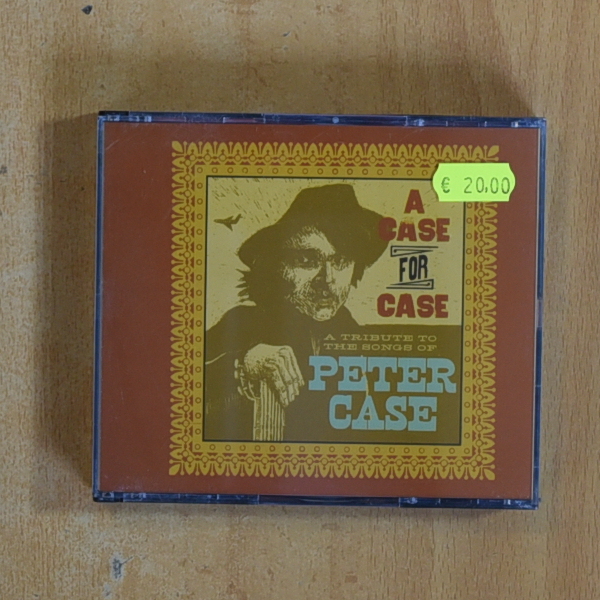 € 20,00
A
CASE
FOR
CASE
A TRIBUTE TO
THE SONGS OF
PETER
CASE